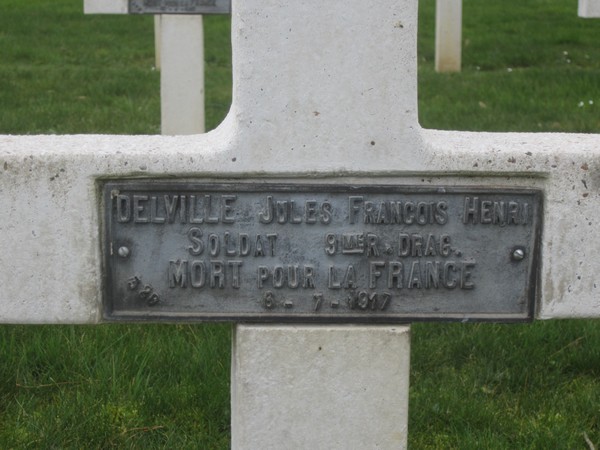 DELVILLE JULES FRANCOIS HENRI
SOLDAT 9ME R. DRAG.
MORT POUR LA FRANCE
6 - 7 - 1917